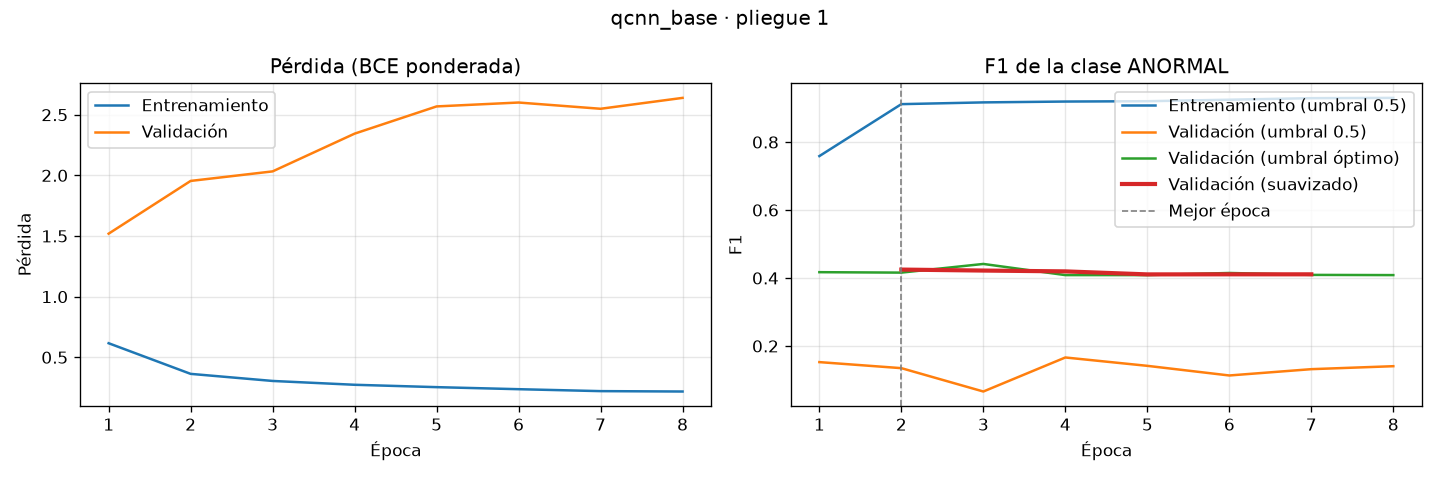 qcnn_base · pliegue 1
Pérdida (BCE ponderada)
Entrenamiento
Validación
2.5
2.0
1.5
1.0
0.5
Pérdida
1 2 3 4 5 6 7 8
Época
F1 de la clase ANORMAL
Entrenamiento (umbral 0.5)
Validación (umbral 0.5)
Validación (umbral óptimo)
Validación (suavizado)
Mejor época
0.8
0.6
0.4
0.2
F1
1 2 3 4 5 6 7 8
Época